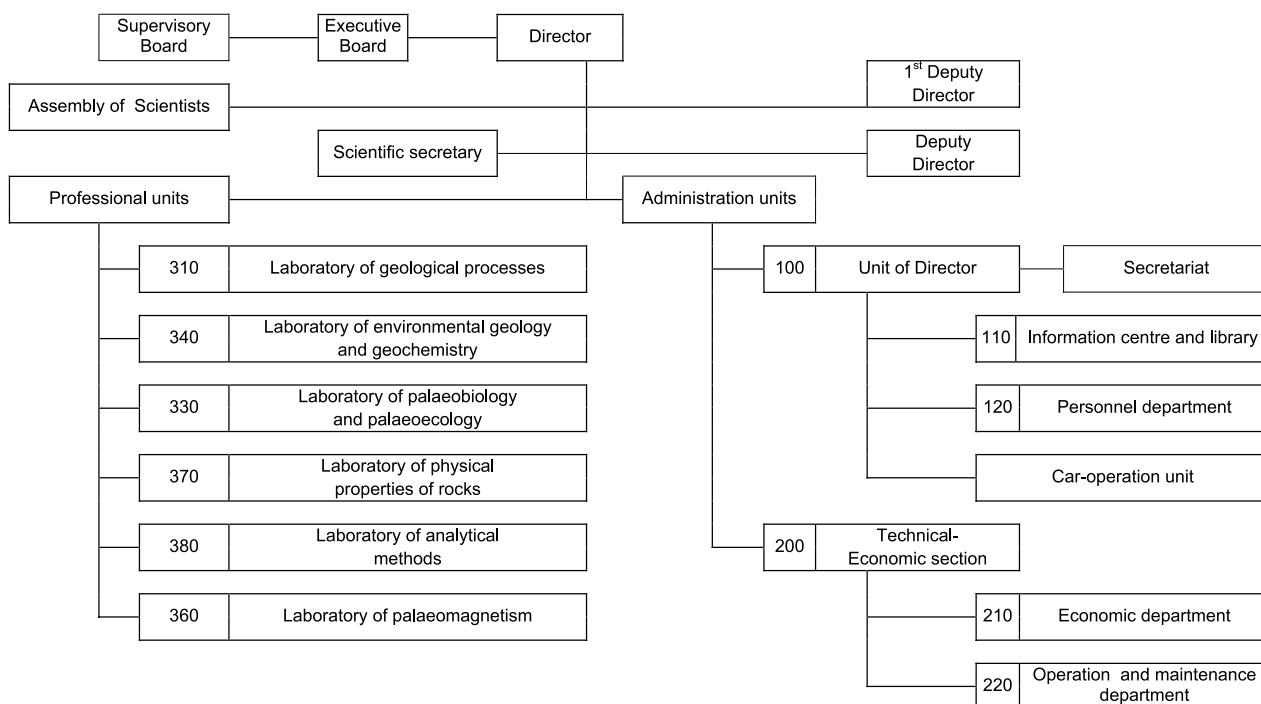 Supervisory
Board
Executive
Board
Director
1st Deputy
Director
Assembly of Scientists
Scientific secretary
Deputy
Director
Professional units
Administration units
310 Laboratory of geological processes
340 Laboratory of environmental geology
and geochemistry
330 Laboratory of palaeobiology
and palaeoecology
370 Laboratory of physical
properties of rocks
380 Laboratory of analytical
methods
360 Laboratory of palaeomagnetism
100 Unit of Director
Secretariat
110 Information centre and library
120 Personnel department
Car-operation unit
200 Technical-
Economic section
210 Economic department
220 Operation and maintenance
department